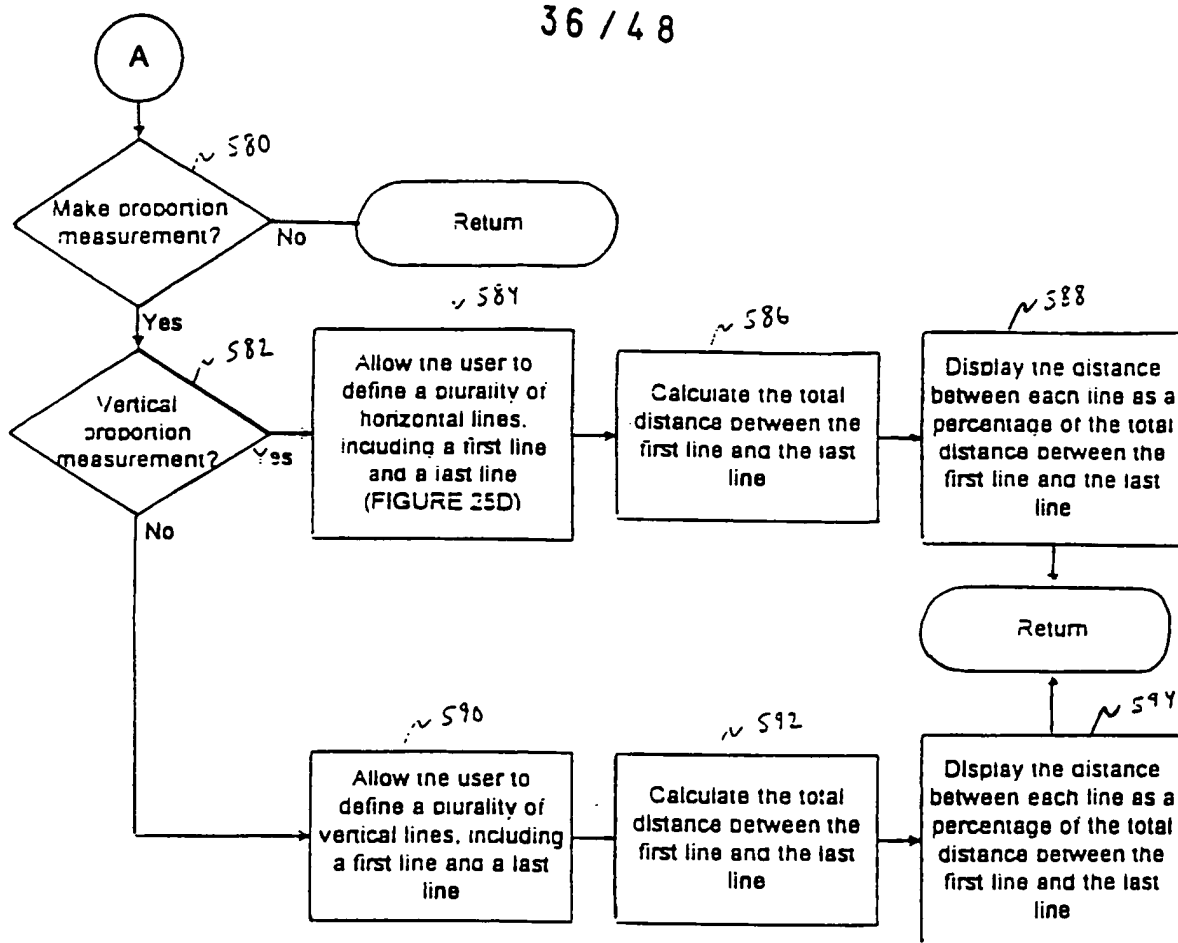 36/48
A
580
Make proportion
measurement?
No
Return
Yes
582
Vertical
proportion
measurement?
Yes
No
584
Allow the user to
define a plurality of
horizontal lines,
including a first line
and a last line
(FIGURE 25D)
586
Calculate the total
distance between the
first line and the last
line
588
Display the distance
between each line as a
percentage of the total
distance between the
first line and the last
line
Return
590
Allow the user to
define a plurality of
vertical lines, including
a first line and a last
line
592
Calculate the total
distance between the
first line and the last
line
594
Display the distance
between each line as a
percentage of the total
distance between the
first line and the last
line